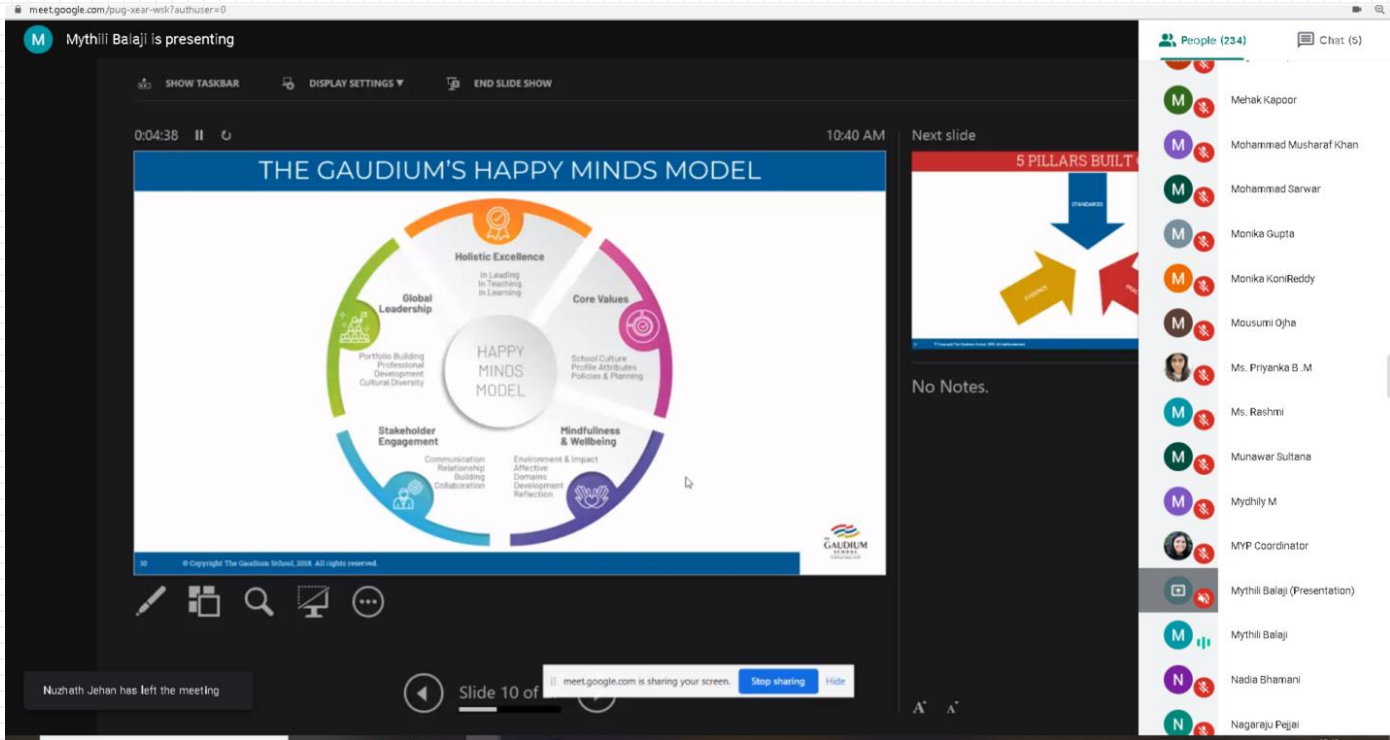 meet.google.com/pug-xear-wsk?authuser=0
M Mythili Balaji is presenting
People (234)
Chat (5)
SHOW TASKBAR
DISPLAY SETTINGS
END SLIDE SHOW
0:04:38
10:40 AM
Next slide
THE GAUDIUM'S HAPPY MINDS MODEL
Holistic Excellence
In Leading
In Teaching
In Learning
Global
Leadership
Portfolio Building
Professional
Development
Cultural Diversity
Core Values
School Culture
Profile Attributes
Policies & Planning
HAPPY
MINDS
MODEL
Stakeholder
Engagement
Communication
Relationship
Building
Collaboration
Mindfullness
& Wellbeing
Environment & Impact
Affective
Domains
Development
Reflection
THE
GAUDIUM
SCHOOL
10 © Copyright The Gaudium School, 2018. All rights reserved.
5 PILLARS BUILT
STANDARDS
EVIDENCE
No Notes.
Nuzhath Jehan has left the meeting
Slide 10 of
meet.google.com is sharing your screen.
Stop sharing
Hide
A A
M Mehak Kapoor
M Mohammad Musharaf Khan
M Mohammad Sarwar
M Monika Gupta
M Monika KoniReddy
M Mousumi Ojha
Ms. Priyanka B .M
M Ms. Rashmi
M Munawar Sultana
M Mydhily M
MYP Coordinator
Mythili Balaji (Presentation)
M Mythili Balaji
N Nadia Bhamani
N Nagaraju Pejjai